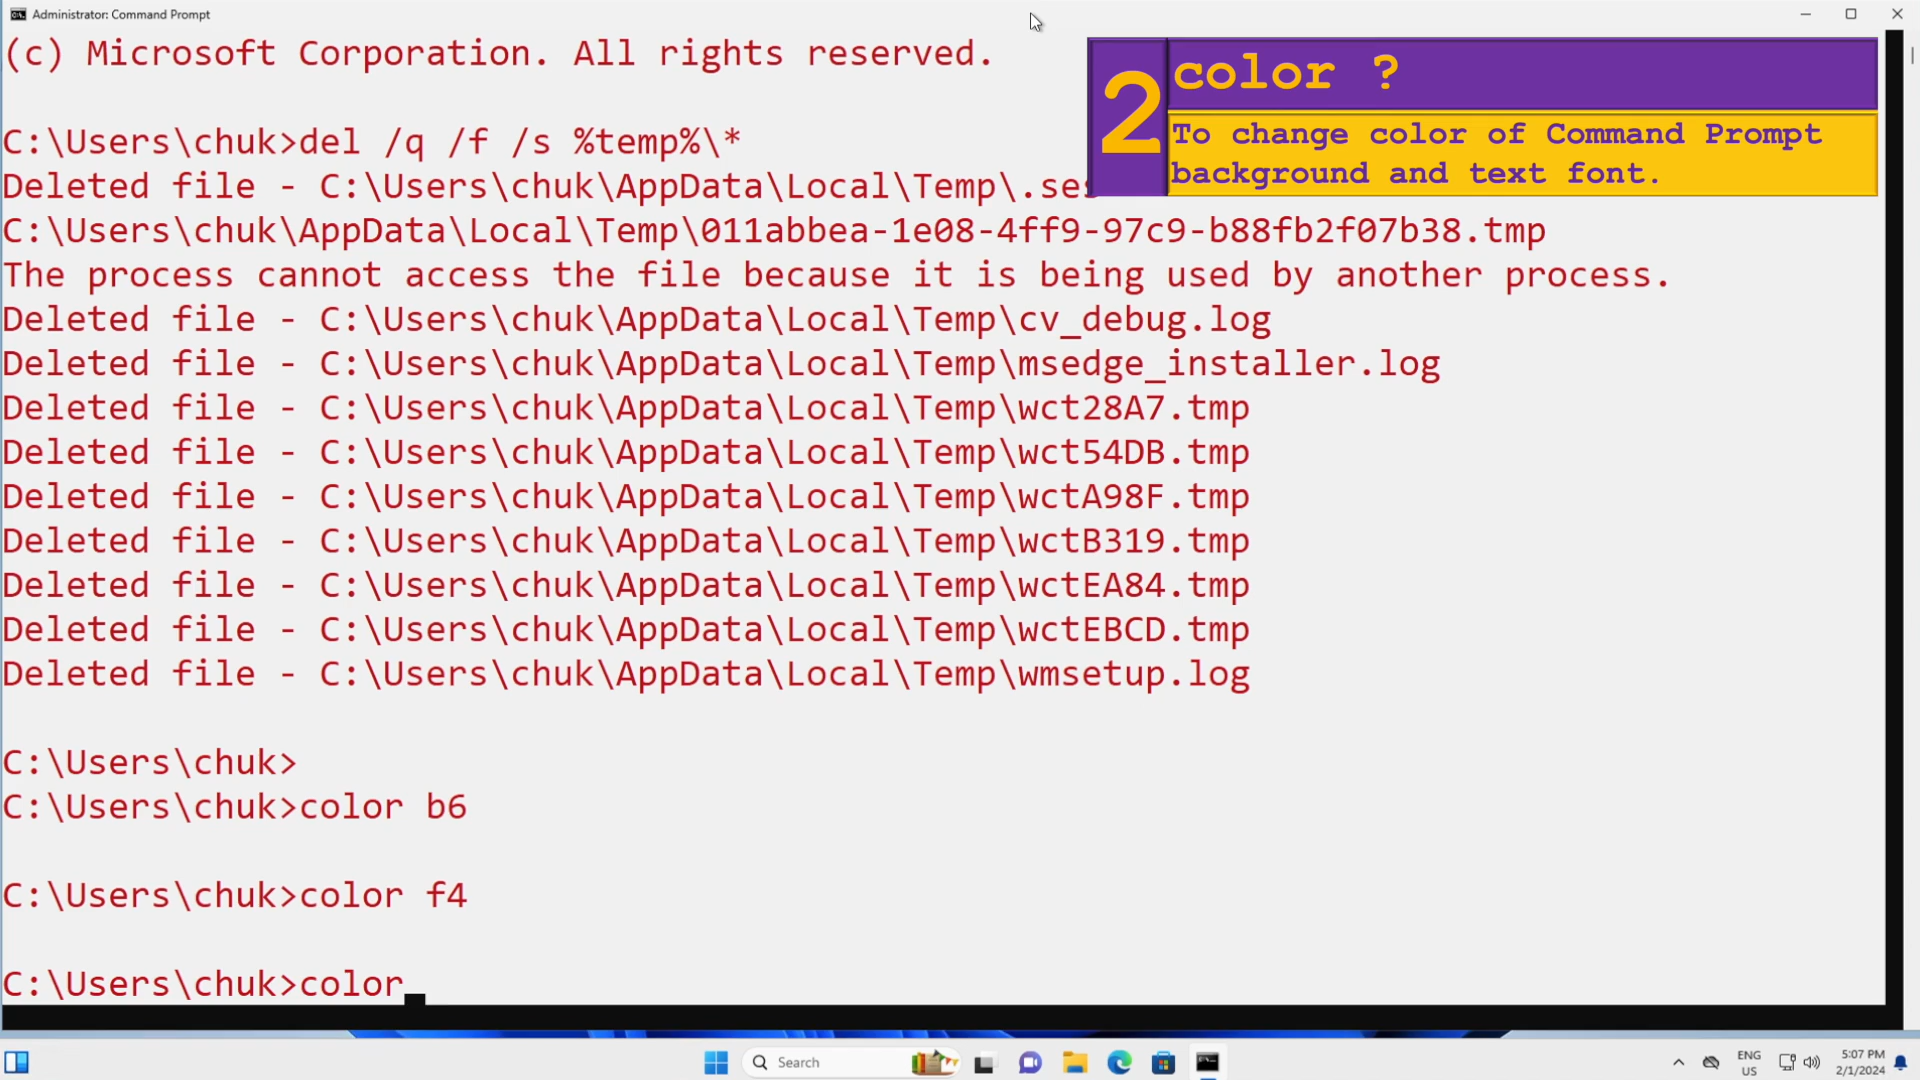 Administrator: Command Prompt
(c) Microsoft Corporation. All rights reserved.
2
color ?
To change color of Command Prompt
background and text font.
C:\Users\chuk>del /q /f /s %temp%\*
Deleted file - C:\Users\chuk\AppData\Local\Temp\.ses
C:\Users\chuk\AppData\Local\Temp\011abbea-1e08-4ff9-97c9-b88fb2f07b38.tmp
The process cannot access the file because it is being used by another process.
Deleted file - C:\Users\chuk\AppData\Local\Temp\cv_debug.log
Deleted file - C:\Users\chuk\AppData\Local\Temp\msedge_installer.log
Deleted file - C:\Users\chuk\AppData\Local\Temp\wct28A7.tmp
Deleted file - C:\Users\chuk\AppData\Local\Temp\wct54DB.tmp
Deleted file - C:\Users\chuk\AppData\Local\Temp\wctA98F.tmp
Deleted file - C:\Users\chuk\AppData\Local\Temp\wctB319.tmp
Deleted file - C:\Users\chuk\AppData\Local\Temp\wctEA84.tmp
Deleted file - C:\Users\chuk\AppData\Local\Temp\wctEBCD.tmp
Deleted file - C:\Users\chuk\AppData\Local\Temp\wmsetup.log
C:\Users\chuk>
C:\Users\chuk>color b6
C:\Users\chuk>color f4
C:\Users\chuk>color
Search
ENG
US
5:07 PM
2/1/2024